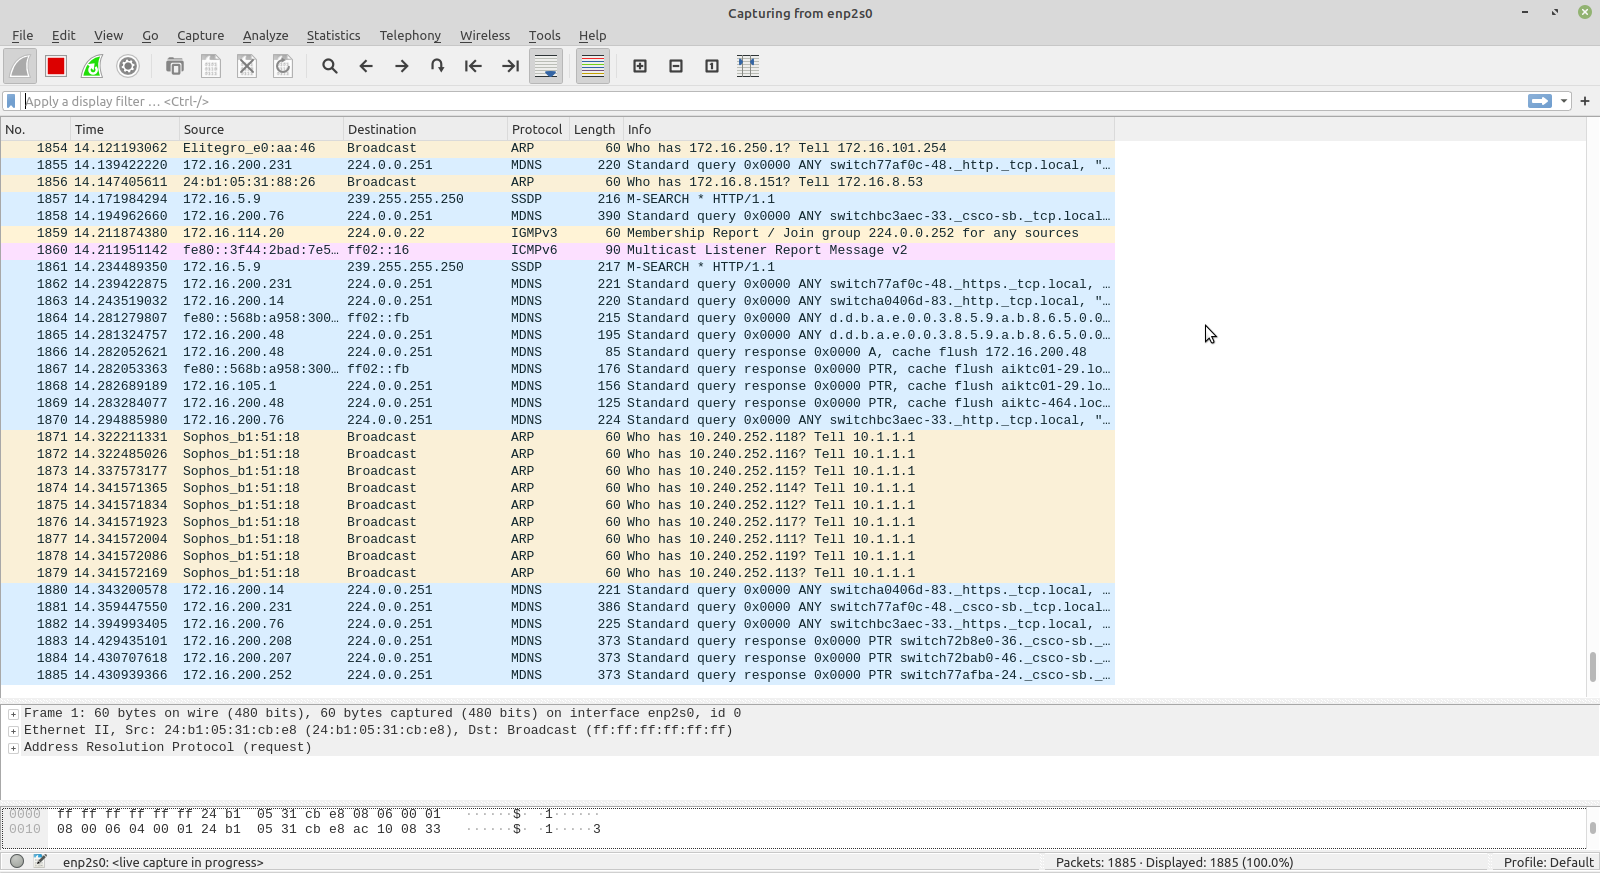 Capturing from enp2s0
File Edit View Go Capture Analyze Statistics Telephony Wireless Tools Help
Apply a display filter … <Ctrl-/>
No. Time Source Destination Protocol Length Info
1854 14.121193062 Elitegro_e0:aa:46 Broadcast ARP 60 Who has 172.16.250.1? Tell 172.16.101.254
1855 14.139422220 172.16.200.231 224.0.0.251 MDNS 220 Standard query 0x0000 ANY switch77af0c-48._http._tcp.local, "…
1856 14.147405611 24:b1:05:31:88:26 Broadcast ARP 60 Who has 172.16.8.151? Tell 172.16.8.53
1857 14.171984294 172.16.5.9 239.255.255.250 SSDP 216 M-SEARCH * HTTP/1.1
1858 14.194962660 172.16.200.76 224.0.0.251 MDNS 390 Standard query 0x0000 ANY switchbc3aec-33._csco-sb._tcp.local…
1859 14.211874380 172.16.114.20 224.0.0.22 IGMPv3 60 Membership Report / Join group 224.0.0.252 for any sources
1860 14.211951142 fe80::3f44:2bad:7e5… ff02::16 ICMPv6 90 Multicast Listener Report Message v2
1861 14.234489350 172.16.5.9 239.255.255.250 SSDP 217 M-SEARCH * HTTP/1.1
1862 14.239422875 172.16.200.231 224.0.0.251 MDNS 221 Standard query 0x0000 ANY switch77af0c-48._https._tcp.local, …
1863 14.243519032 172.16.200.14 224.0.0.251 MDNS 220 Standard query 0x0000 ANY switcha0406d-83._http._tcp.local, "…
1864 14.281279807 fe80::568b:a958:300… ff02::fb MDNS 215 Standard query 0x0000 ANY d.d.b.a.e.0.0.3.8.5.9.a.b.8.6.5.0.0…
1865 14.281324757 172.16.200.48 224.0.0.251 MDNS 195 Standard query 0x0000 ANY d.d.b.a.e.0.0.3.8.5.9.a.b.8.6.5.0.0…
1866 14.282052621 172.16.200.48 224.0.0.251 MDNS 85 Standard query response 0x0000 A, cache flush 172.16.200.48
1867 14.282053363 fe80::568b:a958:300… ff02::fb MDNS 176 Standard query response 0x0000 PTR, cache flush aiktc01-29.lo…
1868 14.282689189 172.16.105.1 224.0.0.251 MDNS 156 Standard query response 0x0000 PTR, cache flush aiktc01-29.lo…
1869 14.283284077 172.16.200.48 224.0.0.251 MDNS 125 Standard query response 0x0000 PTR, cache flush aiktc-464.loc…
1870 14.294885980 172.16.200.76 224.0.0.251 MDNS 224 Standard query 0x0000 ANY switchbc3aec-33._http._tcp.local, "…
1871 14.322211331 Sophos_b1:51:18 Broadcast ARP 60 Who has 10.240.252.118? Tell 10.1.1.1
1872 14.322485026 Sophos_b1:51:18 Broadcast ARP 60 Who has 10.240.252.116? Tell 10.1.1.1
1873 14.337573177 Sophos_b1:51:18 Broadcast ARP 60 Who has 10.240.252.115? Tell 10.1.1.1
1874 14.341571365 Sophos_b1:51:18 Broadcast ARP 60 Who has 10.240.252.114? Tell 10.1.1.1
1875 14.341571834 Sophos_b1:51:18 Broadcast ARP 60 Who has 10.240.252.112? Tell 10.1.1.1
1876 14.341571923 Sophos_b1:51:18 Broadcast ARP 60 Who has 10.240.252.117? Tell 10.1.1.1
1877 14.341572004 Sophos_b1:51:18 Broadcast ARP 60 Who has 10.240.252.111? Tell 10.1.1.1
1878 14.341572086 Sophos_b1:51:18 Broadcast ARP 60 Who has 10.240.252.119? Tell 10.1.1.1
1879 14.341572169 Sophos_b1:51:18 Broadcast ARP 60 Who has 10.240.252.113? Tell 10.1.1.1
1880 14.343200578 172.16.200.14 224.0.0.251 MDNS 221 Standard query 0x0000 ANY switcha0406d-83._https._tcp.local, …
1881 14.359447550 172.16.200.231 224.0.0.251 MDNS 386 Standard query 0x0000 ANY switch77af0c-48._csco-sb._tcp.local…
1882 14.394993405 172.16.200.76 224.0.0.251 MDNS 225 Standard query 0x0000 ANY switchbc3aec-33._https._tcp.local, …
1883 14.429435101 172.16.200.208 224.0.0.251 MDNS 373 Standard query response 0x0000 PTR switch72b8e0-36._csco-sb._…
1884 14.430707618 172.16.200.207 224.0.0.251 MDNS 373 Standard query response 0x0000 PTR switch72bab0-46._csco-sb._…
1885 14.430939366 172.16.200.252 224.0.0.251 MDNS 373 Standard query response 0x0000 PTR switch77afba-24._csco-sb._…
Frame 1: 60 bytes on wire (480 bits), 60 bytes captured (480 bits) on interface enp2s0, id 0
Ethernet II, Src: 24:b1:05:31:cb:e8 (24:b1:05:31:cb:e8), Dst: Broadcast (ff:ff:ff:ff:ff:ff)
Address Resolution Protocol (request)
0000 ff ff ff ff ff ff 24 b1 05 31 cb e8 08 06 00 01 ······$· ·1······
0010 08 00 06 04 00 01 24 b1 05 31 cb e8 ac 10 08 33 ······$· ·1·····3
enp2s0: <live capture in progress> Packets: 1885 · Displayed: 1885 (100.0%) Profile: Default